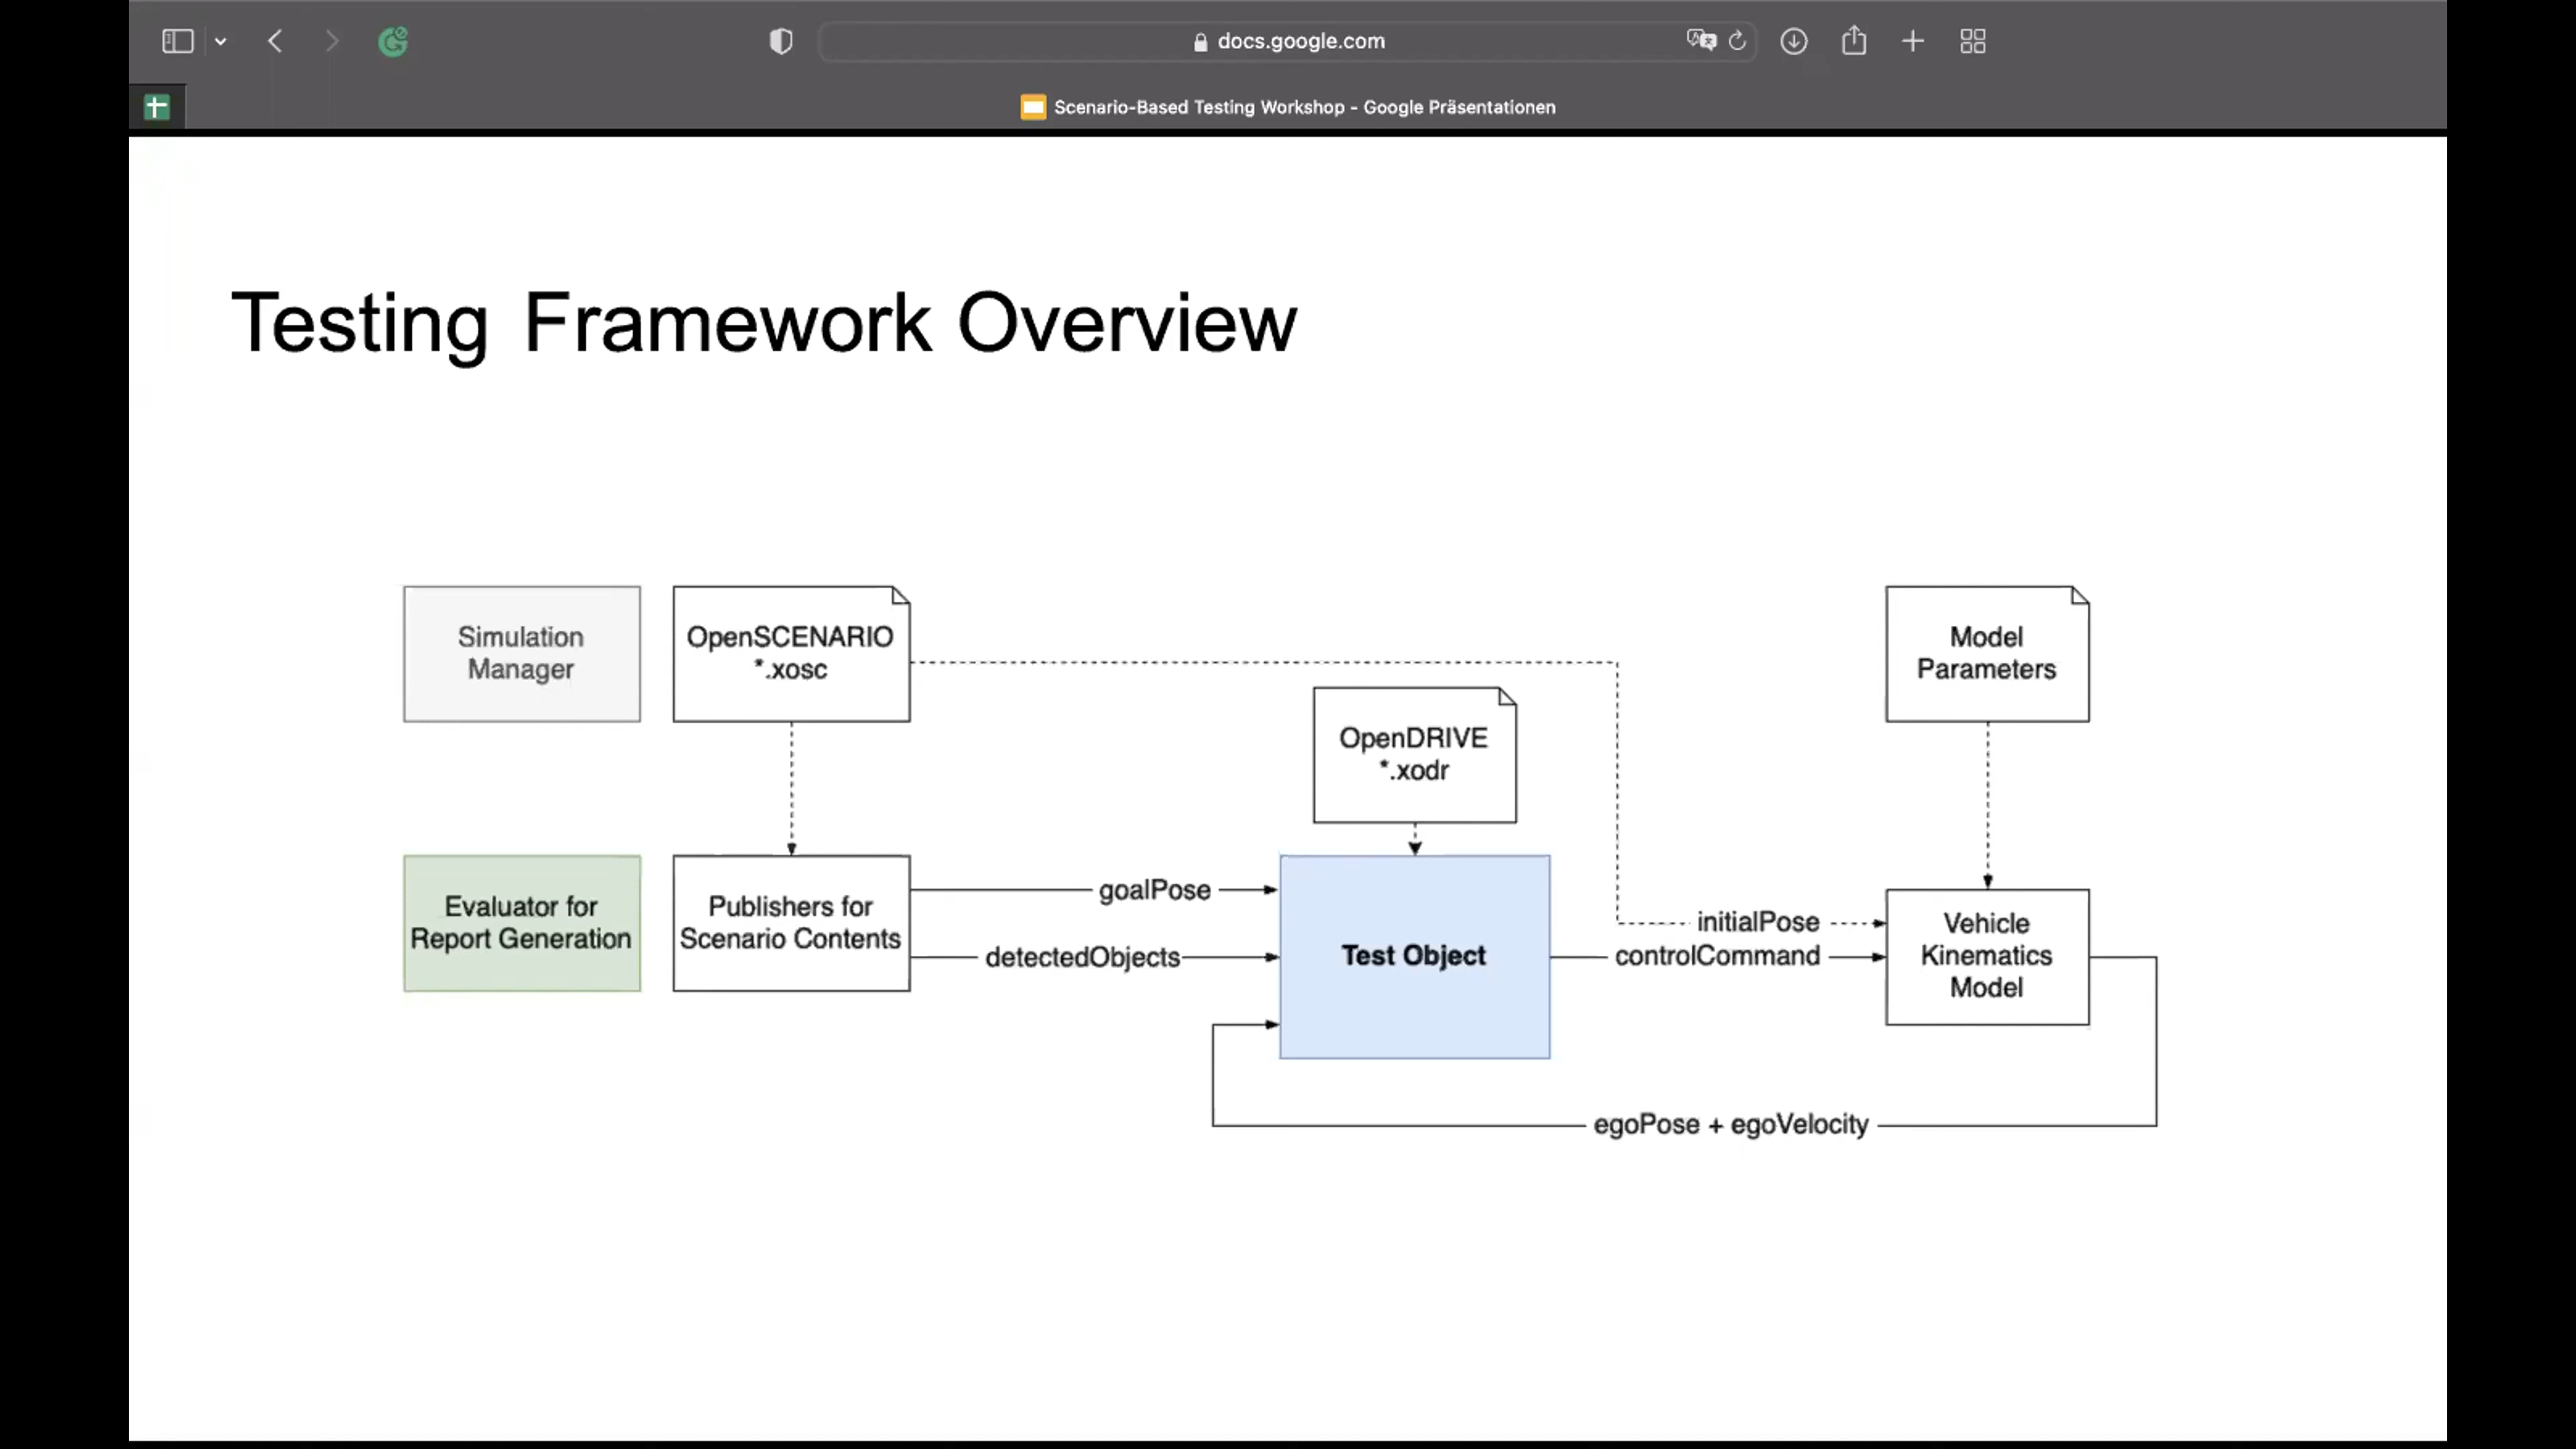 docs.google.com
Scenario-Based Testing Workshop - Google Präsentationen
Testing Framework Overview
Simulation
Manager
OpenSCENARIO
*.xosc
Model
Parameters
OpenDRIVE
*.xodr
Evaluator for
Report Generation
Publishers for
Scenario Contents
goalPose
detectedObjects
Test Object
initialPose
controlCommand
Vehicle
Kinematics
Model
egoPose + egoVelocity